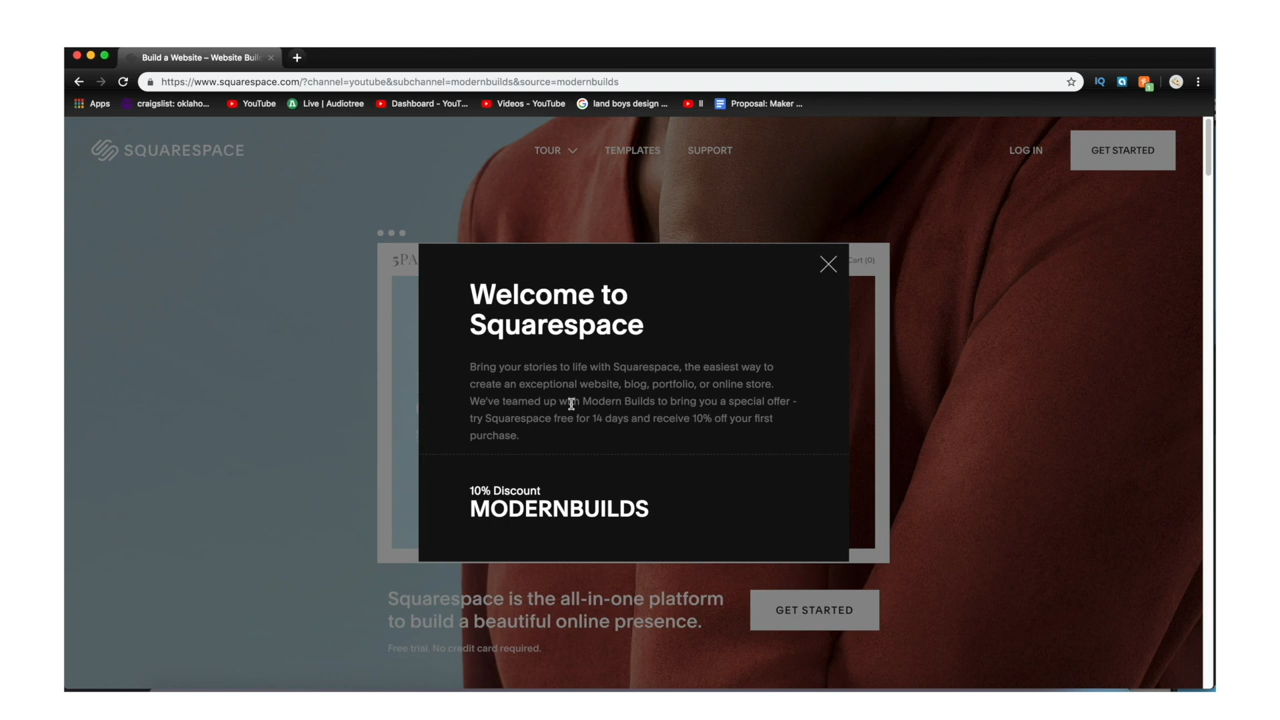 Build a Website – Website Buil
https://www.squarespace.com/?channel=youtube&subchannel=modernbuilds&source=modernbuilds
IQ
Apps craigslist: oklaho... YouTube Live | Audiotree Dashboard - YouT... Videos - YouTube land boys design ... II Proposal: Maker ...
SQUARESPACE TOUR TEMPLATES SUPPORT LOG IN GET STARTED
5PA Cart (0)
Welcome to
Squarespace
Bring your stories to life with Squarespace, the easiest way to
create an exceptional website, blog, portfolio, or online store.
We've teamed up with Modern Builds to bring you a special offer -
try Squarespace free for 14 days and receive 10% off your first
purchase.
10% Discount
MODERNBUILDS
Squarespace is the all-in-one platform
to build a beautiful online presence.
GET STARTED
Free trial. No credit card required.